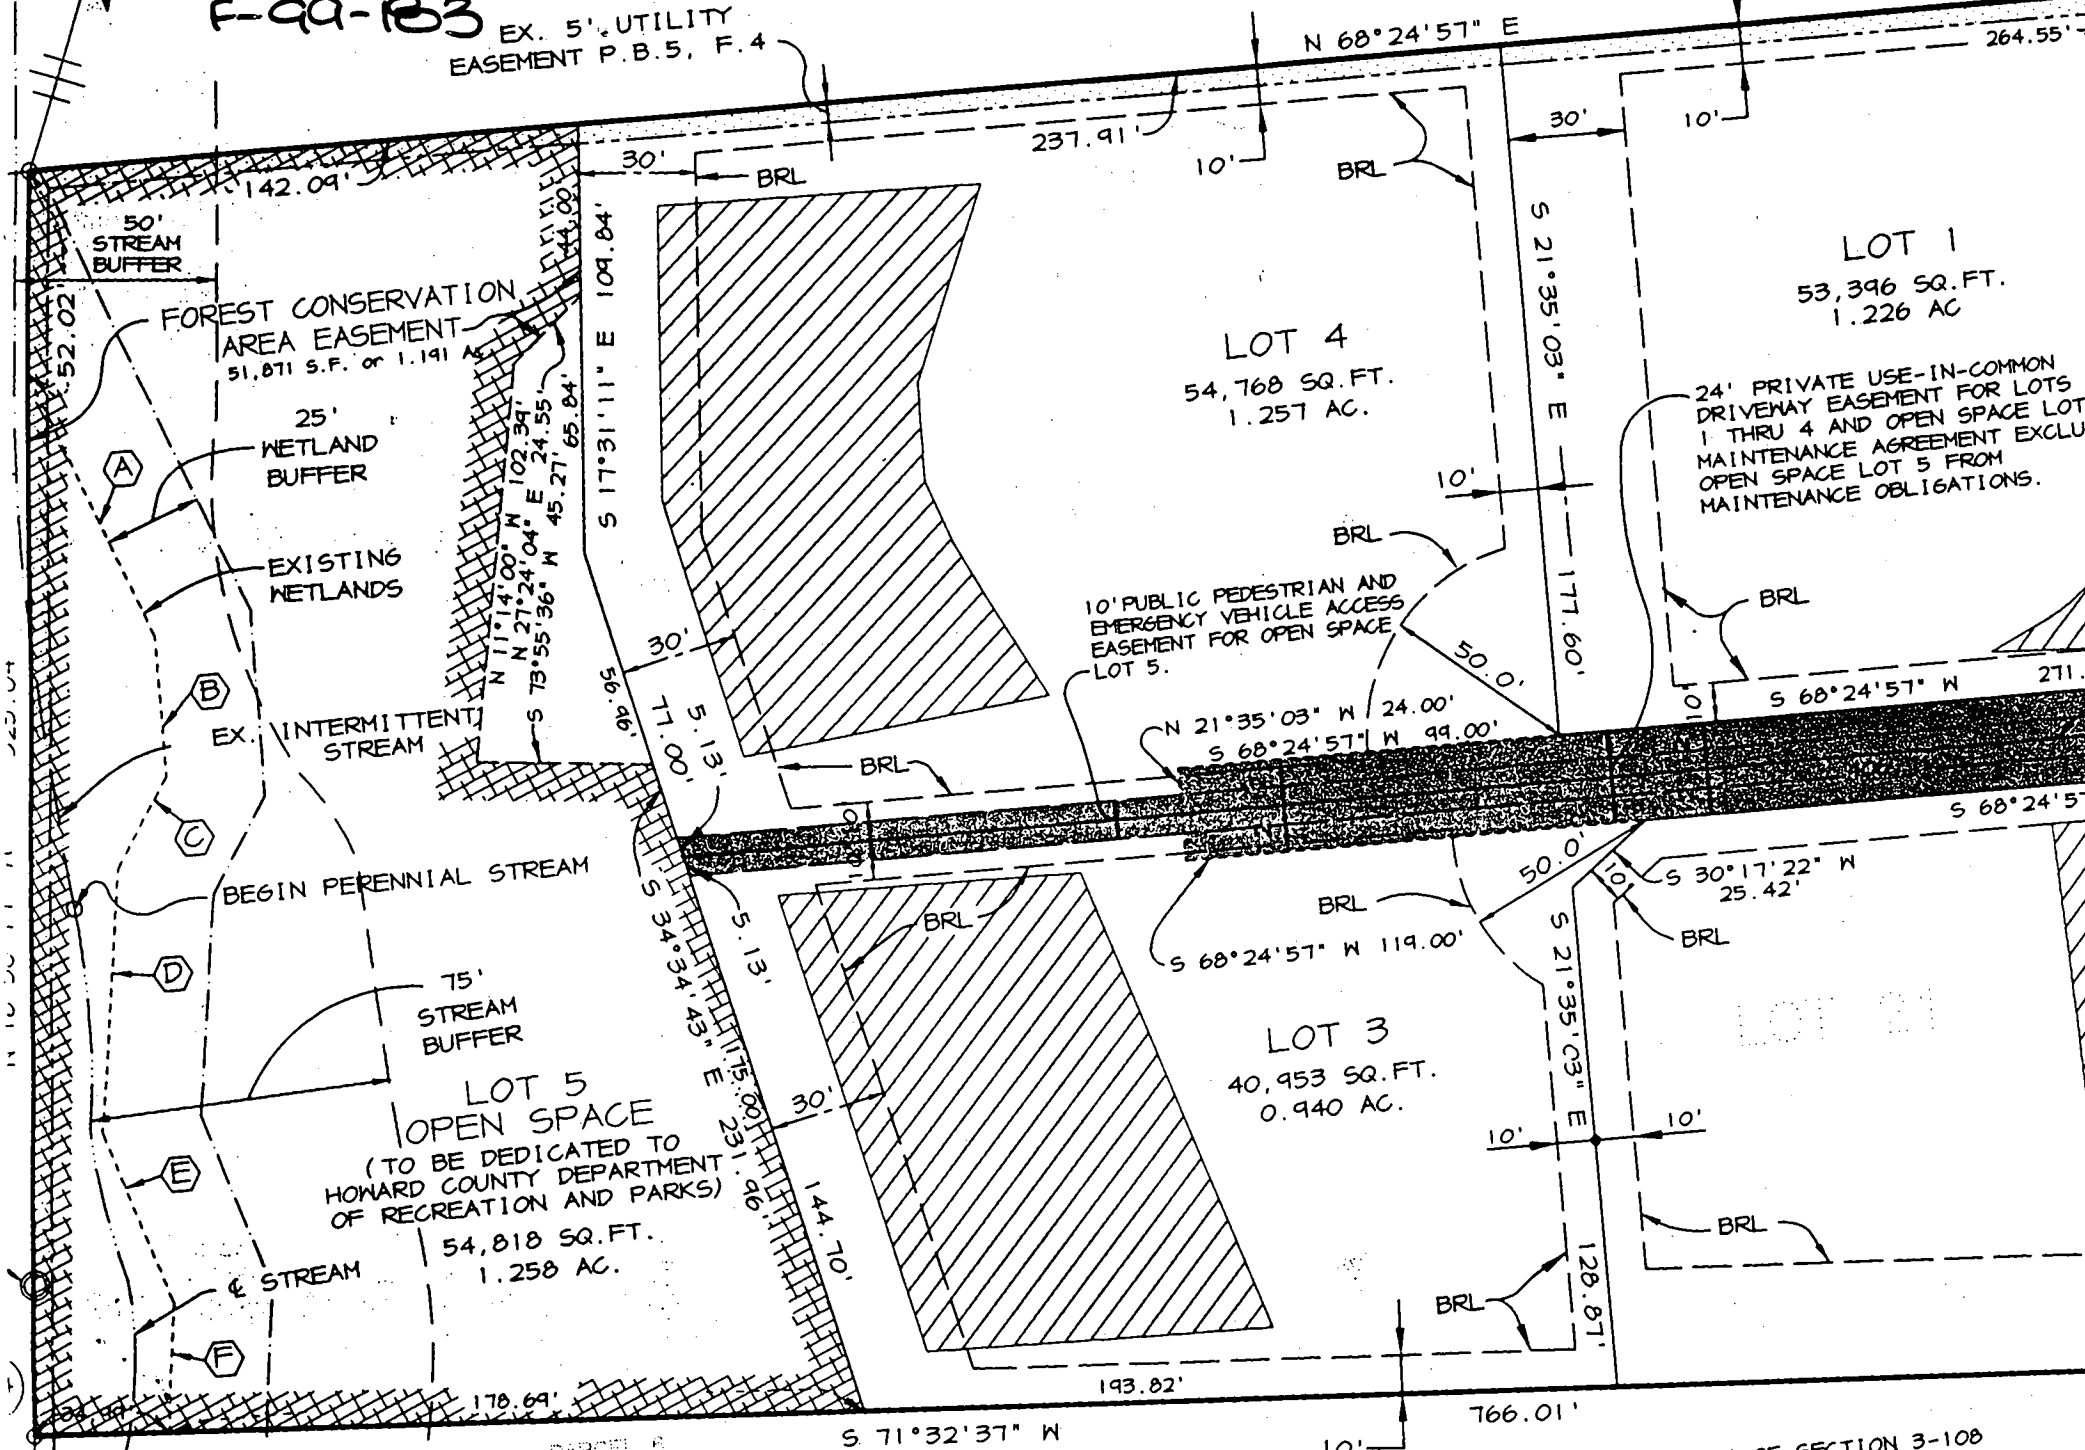 F-99-183
EX. 5' UTILITY
EASEMENT P.B.5, F.4
N 68°24'57" E
264.55'
237.91'
142.09'
30'
BRL
10'
BRL
30'
10'
50'
STREAM
BUFFER
52.02'
44.00'
S 17°31'11" E 109.84'
FOREST CONSERVATION
AREA EASEMENT
51,871 S.F. or 1.191
25'
WETLAND
BUFFER
A
EXISTING
WETLANDS
N 11°14'00" W 102.39'
N 27°24'04" E 24.55'
S 73°55'36" W 45.27'
65.84'
LOT 4
54,768 SQ.FT.
1.257 AC.
S 21°35'03" E 177.60'
LOT 1
53,396 SQ.FT.
1.226 AC
24' PRIVATE USE-IN-COMMON
DRIVEWAY EASEMENT FOR LOTS
1 THRU 4 AND OPEN SPACE LOT
MAINTENANCE AGREEMENT EXCLU
OPEN SPACE LOT 5 FROM
MAINTENANCE OBLIGATIONS.
10'
BRL
BRL
10' PUBLIC PEDESTRIAN AND
EMERGENCY VEHICLE ACCESS
EASEMENT FOR OPEN SPACE
LOT 5.
30'
50.0'
B
EX. INTERMITTENT
STREAM
56.96'
77.00'
5.13'
N 21°35'03" W 24.00'
S 68°24'57" W 99.00'
S 68°24'57" W
271.
10'
BRL
C
S 68°24'57
BEGIN PERENNIAL STREAM
S 34°34'43" E 231.96'
175.00'
5.13'
BRL
50.0'
10'
S 30°17'22" W
25.42'
BRL
BRL
S 68°24'57" W 119.00'
D
75'
STREAM
BUFFER
LOT 3
40,953 SQ.FT.
0.940 AC.
S 21°35'03" E
128.87'
LOT 5
OPEN SPACE
(TO BE DEDICATED TO
HOWARD COUNTY DEPARTMENT
OF RECREATION AND PARKS)
54,818 SQ.FT.
1.258 AC.
30'
144.70'
10'
10'
E
BRL
BRL
℄ STREAM
F
178.69'
193.82'
766.01'
S 71°32'37" W
10'
SECTION 3-108